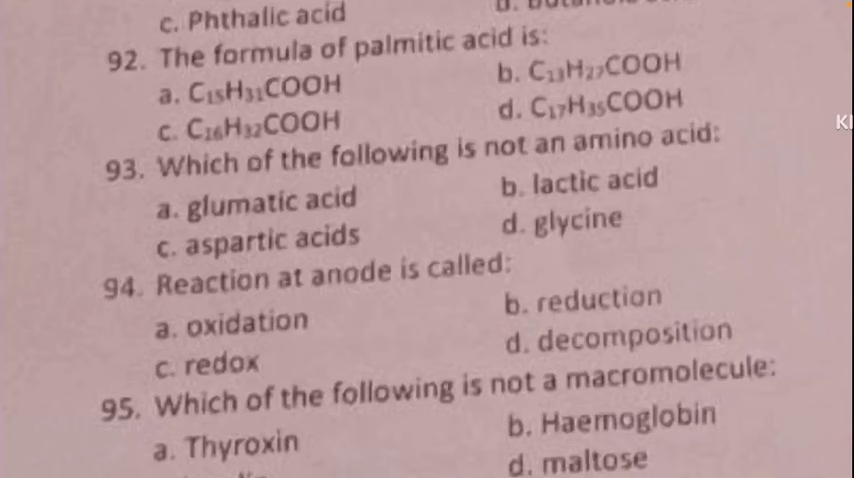 c. Phthalic acid
92. The formula of palmitic acid is:
a. C₁₅H₃₁COOH b. C₁₃H₂₇COOH
c. C₁₆H₃₂COOH d. C₁₇H₃₅COOH
93. Which of the following is not an amino acid:
a. glumatic acid b. lactic acid
c. aspartic acids d. glycine
94. Reaction at anode is called:
a. oxidation b. reduction
c. redox d. decomposition
95. Which of the following is not a macromolecule:
a. Thyroxin b. Haemoglobin
d. maltose